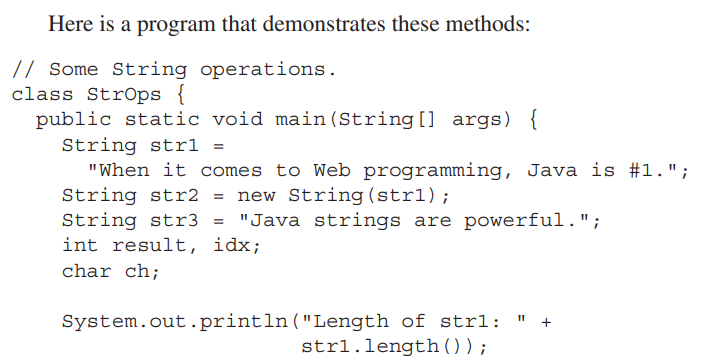 Here is a program that demonstrates these methods:
// Some String operations.
class StrOps {
public static void main(String[] args) {
String str1 =
"When it comes to Web programming, Java is #1.";
String str2 = new String(str1);
String str3 = "Java strings are powerful.";
int result, idx;
char ch;
System.out.println("Length of str1: " +
str1.length());